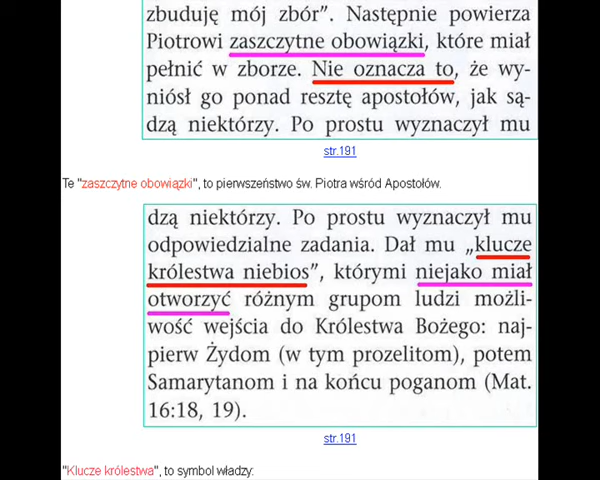 zbuduję mój zbór”. Następnie powierza
Piotrowi zaszczytne obowiązki, które miał
pełnić w zborze. Nie oznacza to, że wy-
niósł go ponad resztę apostołów, jak są-
dzą niektórzy. Po prostu wyznaczył mu
str.191
Te "zaszczytne obowiązki", to pierwszeństwo św. Piotra wśród Apostołów.
dzą niektórzy. Po prostu wyznaczył mu
odpowiedzialne zadania. Dał mu „klucze
królestwa niebios”, którymi niejako miał
otworzyć różnym grupom ludzi możli-
wość wejścia do Królestwa Bożego: naj-
pierw Żydom (w tym prozelitom), potem
Samarytanom i na końcu poganom (Mat.
16:18, 19).
str.191
"Klucze królestwa", to symbol władzy: